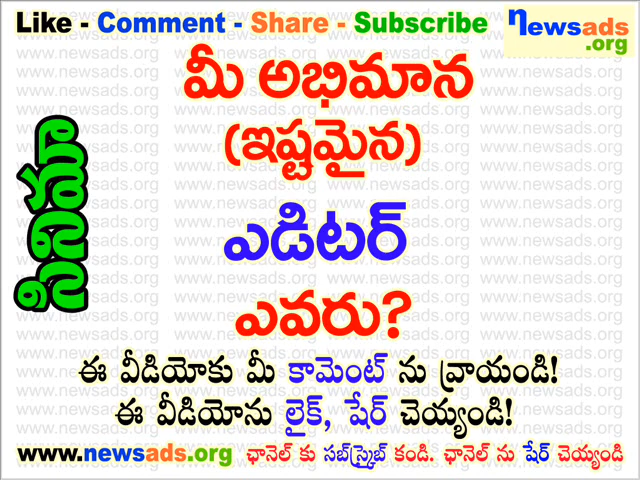 Like - Comment - Share - Subscribe
newsads
.org
మీ అభిమాన
(ఇష్టమైన)
సినిమా
ఎడిటర్
ఎవరు?
ఈ వీడియోకు మీ కామెంట్ ను వ్రాయండి!
ఈ వీడియోను లైక్, షేర్ చెయ్యండి!
www.newsads.org ఛానెల్ కు సబ్‌స్క్రైబ్ కండి. ఛానెల్ ను షేర్ చెయ్యండి